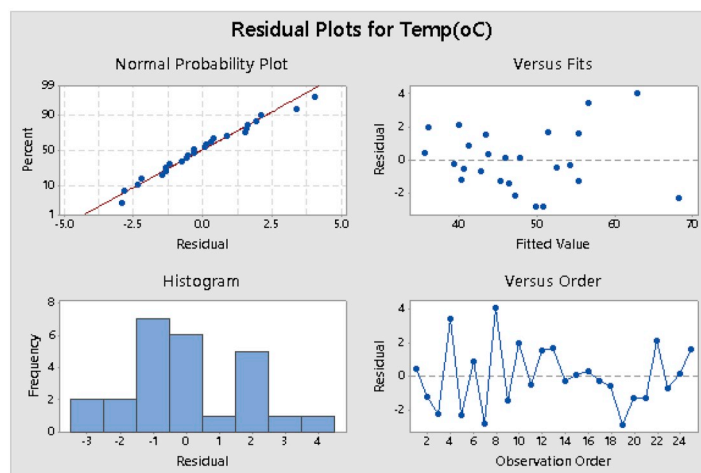 Residual Plots for Temp(oC)
Normal Probability Plot
99
90
50
10
1
Percent
-5.0 -2.5 0.0 2.5 5.0
Residual
Versus Fits
4
2
0
-2
Residual
40 50 60 70
Fitted Value
Histogram
8
6
4
2
0
Frequency
-3 -2 -1 0 1 2 3 4
Residual
Versus Order
4
2
0
-2
Residual
2 4 6 8 10 12 14 16 18 20 22 24
Observation Order